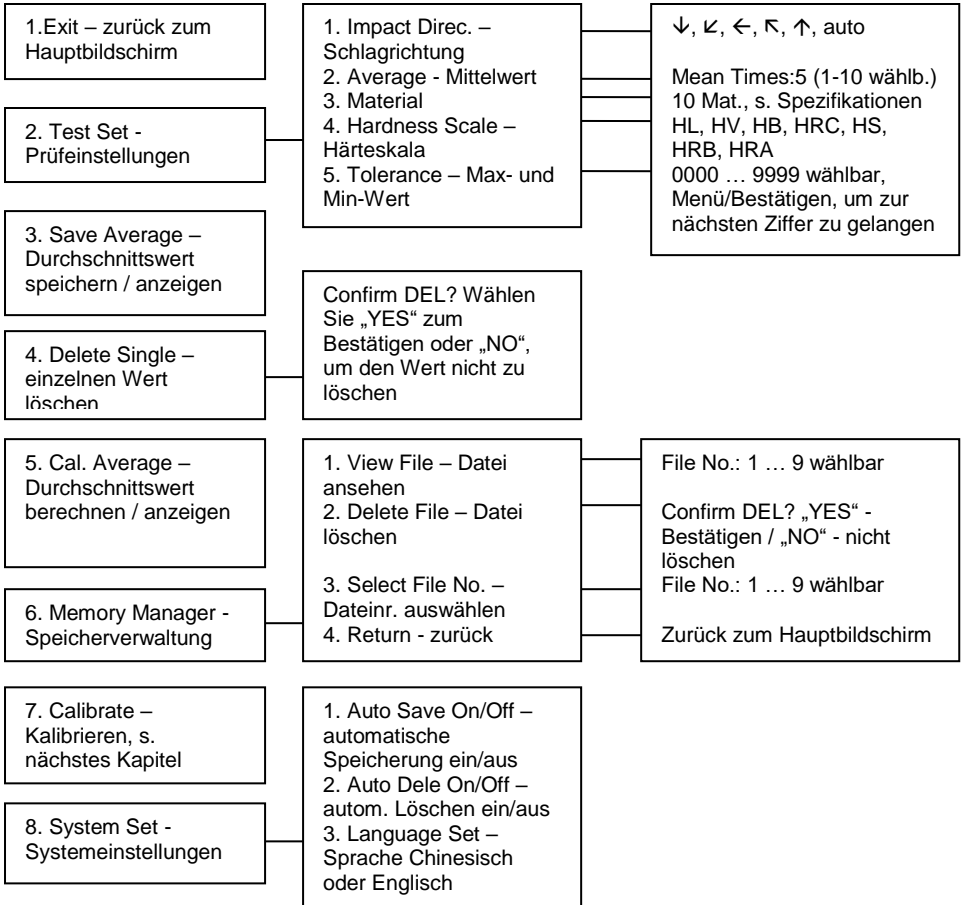 1.Exit – zurück zum
Hauptbildschirm
2. Test Set -
Prüfeinstellungen
3. Save Average –
Durchschnittswert
speichern / anzeigen
4. Delete Single –
einzelnen Wert
löschen
5. Cal. Average –
Durchschnittswert
berechnen / anzeigen
6. Memory Manager -
Speicherverwaltung
7. Calibrate –
Kalibrieren, s.
nächstes Kapitel
8. System Set -
Systemeinstellungen
1. Impact Direc. –
Schlagrichtung
2. Average - Mittelwert
3. Material
4. Hardness Scale –
Härteskala
5. Tolerance – Max- und
Min-Wert
Confirm DEL? Wählen
Sie „YES“ zum
Bestätigen oder „NO“,
um den Wert nicht zu
löschen
1. View File – Datei
ansehen
2. Delete File – Datei
löschen
3. Select File No. –
Dateinr. auswählen
4. Return - zurück
1. Auto Save On/Off –
automatische
Speicherung ein/aus
2. Auto Dele On/Off –
autom. Löschen ein/aus
3. Language Set –
Sprache Chinesisch
oder Englisch
↓, ↙, ←, ↖, ↑, auto
Mean Times:5 (1-10 wählb.)
10 Mat., s. Spezifikationen
HL, HV, HB, HRC, HS,
HRB, HRA
0000 … 9999 wählbar,
Menü/Bestätigen, um zur
nächsten Ziffer zu gelangen
File No.: 1 … 9 wählbar
Confirm DEL? „YES“ -
Bestätigen / „NO“ - nicht
löschen
File No.: 1 … 9 wählbar
Zurück zum Hauptbildschirm